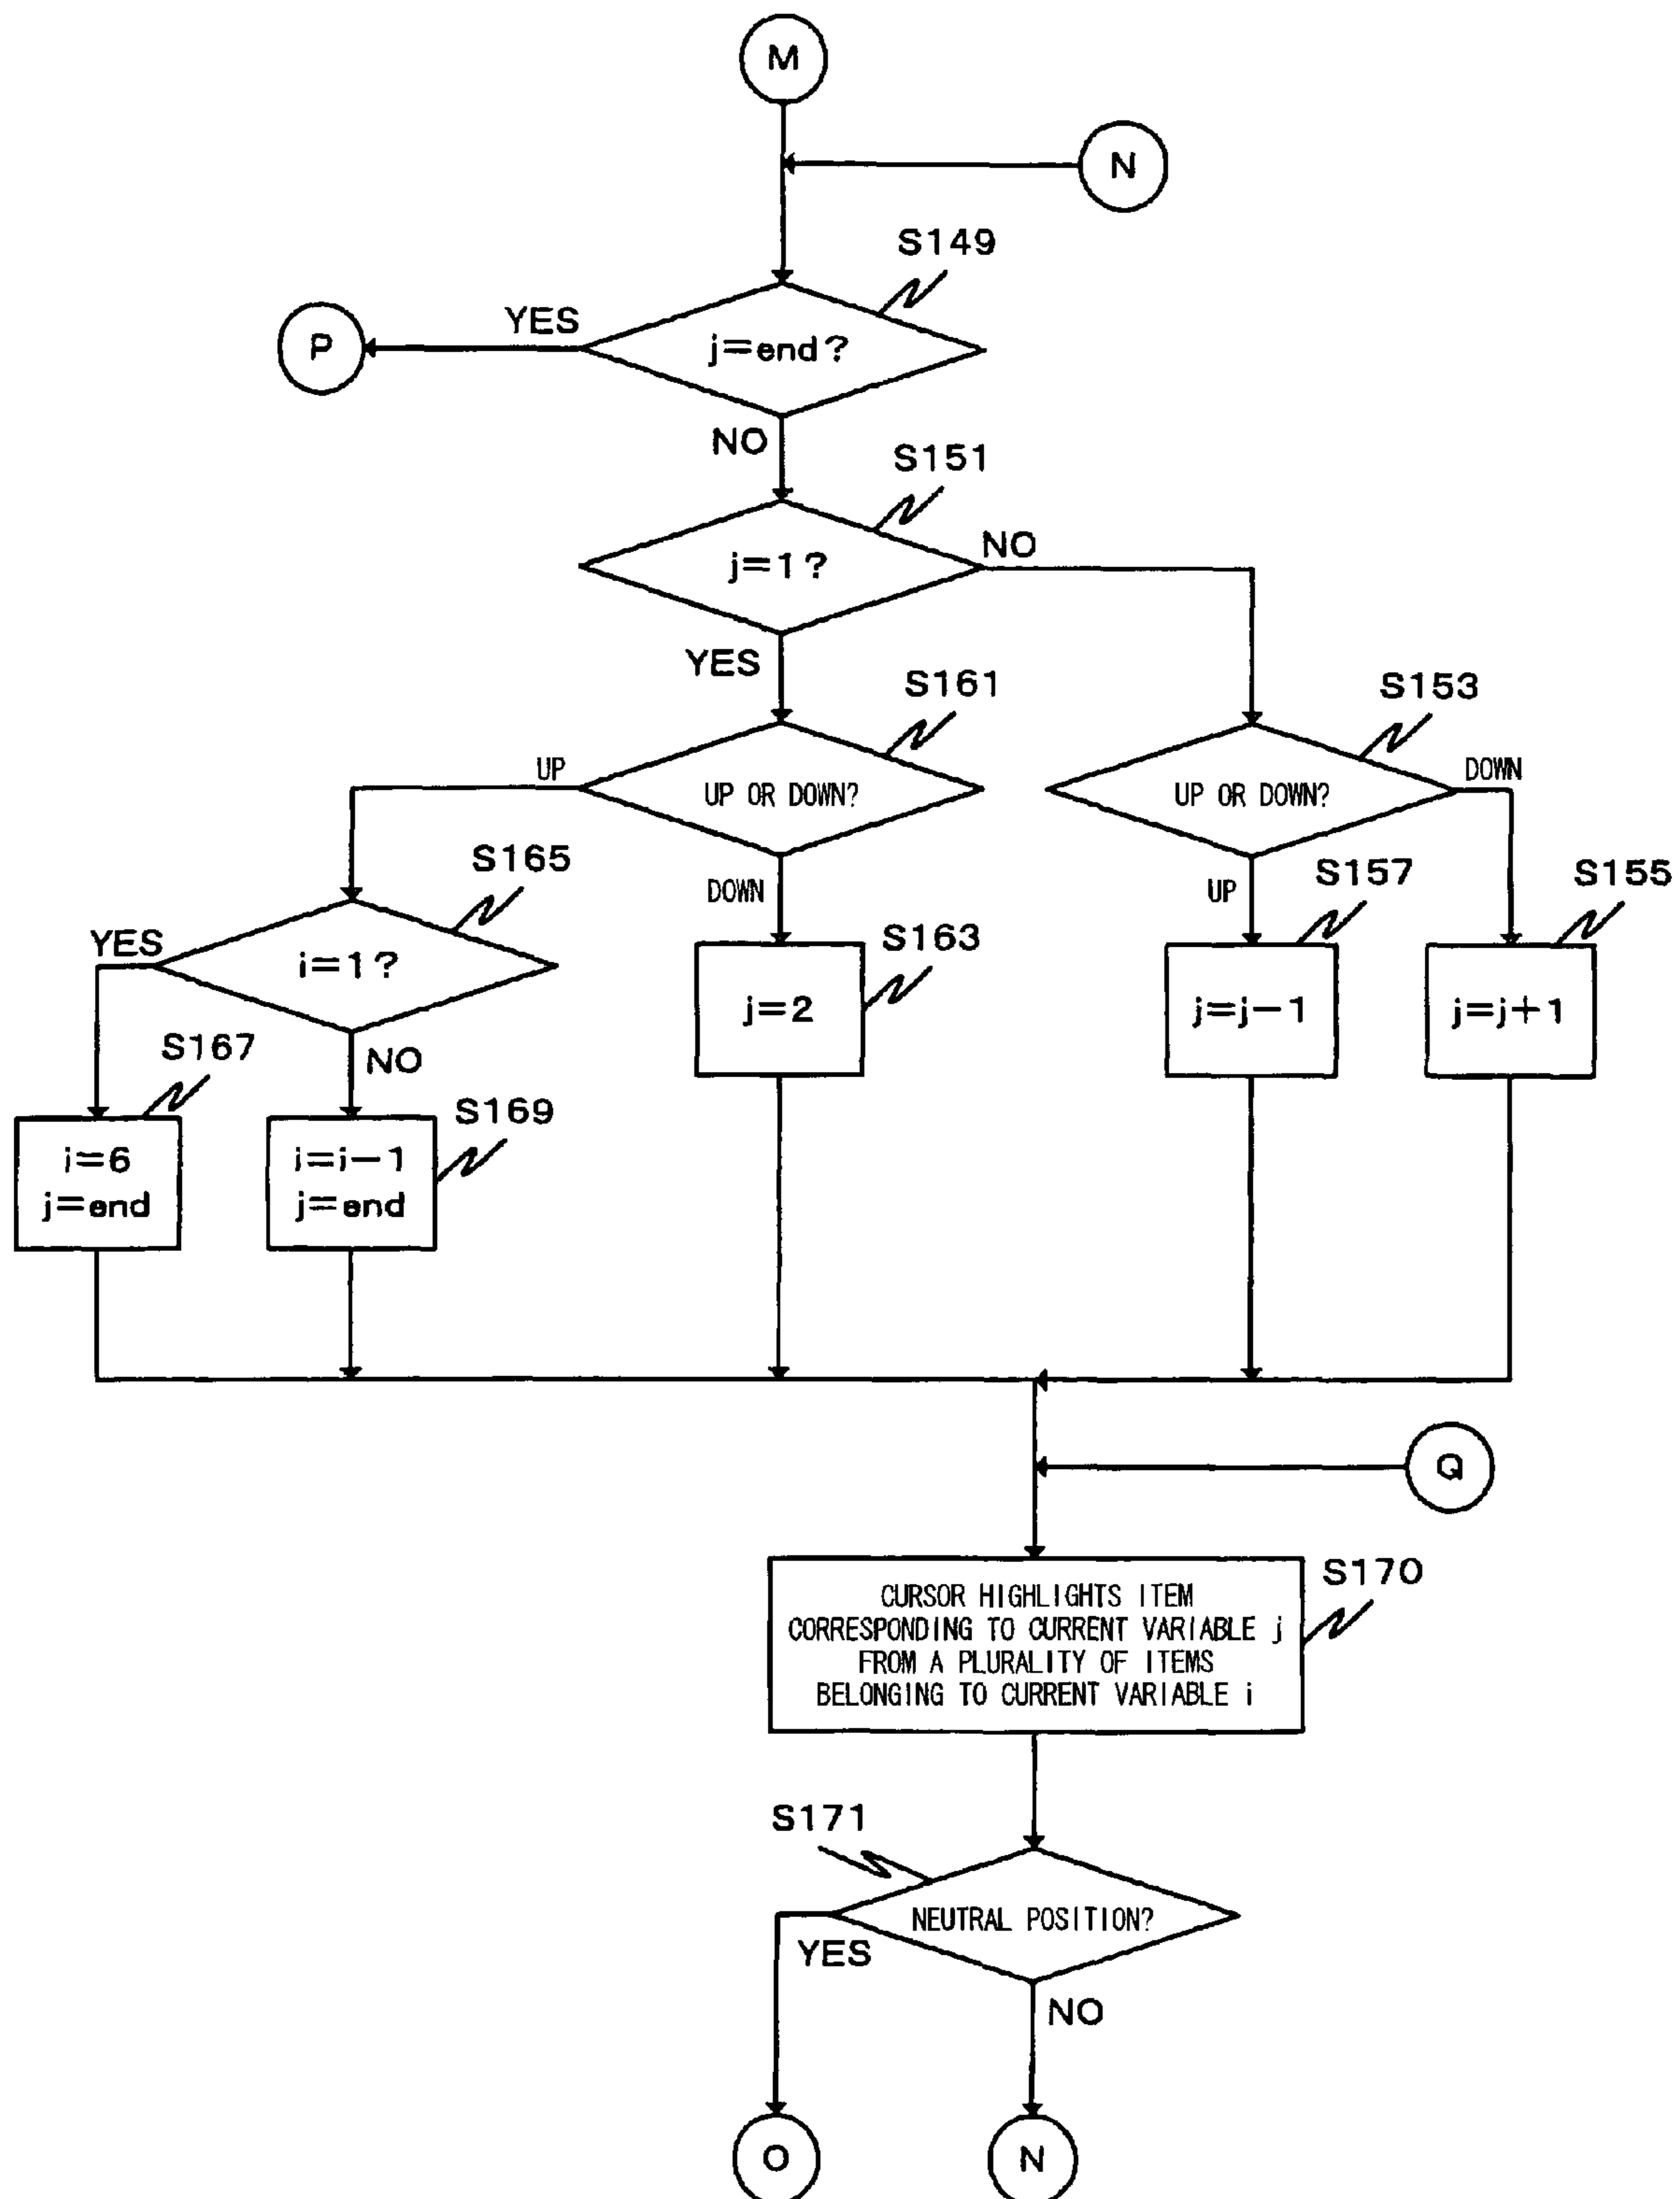 M
N
S149
YES
j=end?
P
NO
S151
NO
j=1?
YES
S161
S153
UP
UP OR DOWN?
UP OR DOWN?
DOWN
S165
DOWN
S163
UP
S157
S155
YES
i=1?
j=2
j=j-1
j=j+1
S167
NO
S169
i=6
j=end
i=i-1
j=end
Q
S170
CURSOR HIGHLIGHTS ITEM
CORRESPONDING TO CURRENT VARIABLE j
FROM A PLURALITY OF ITEMS
BELONGING TO CURRENT VARIABLE i
S171
NEUTRAL POSITION?
YES
NO
O
N